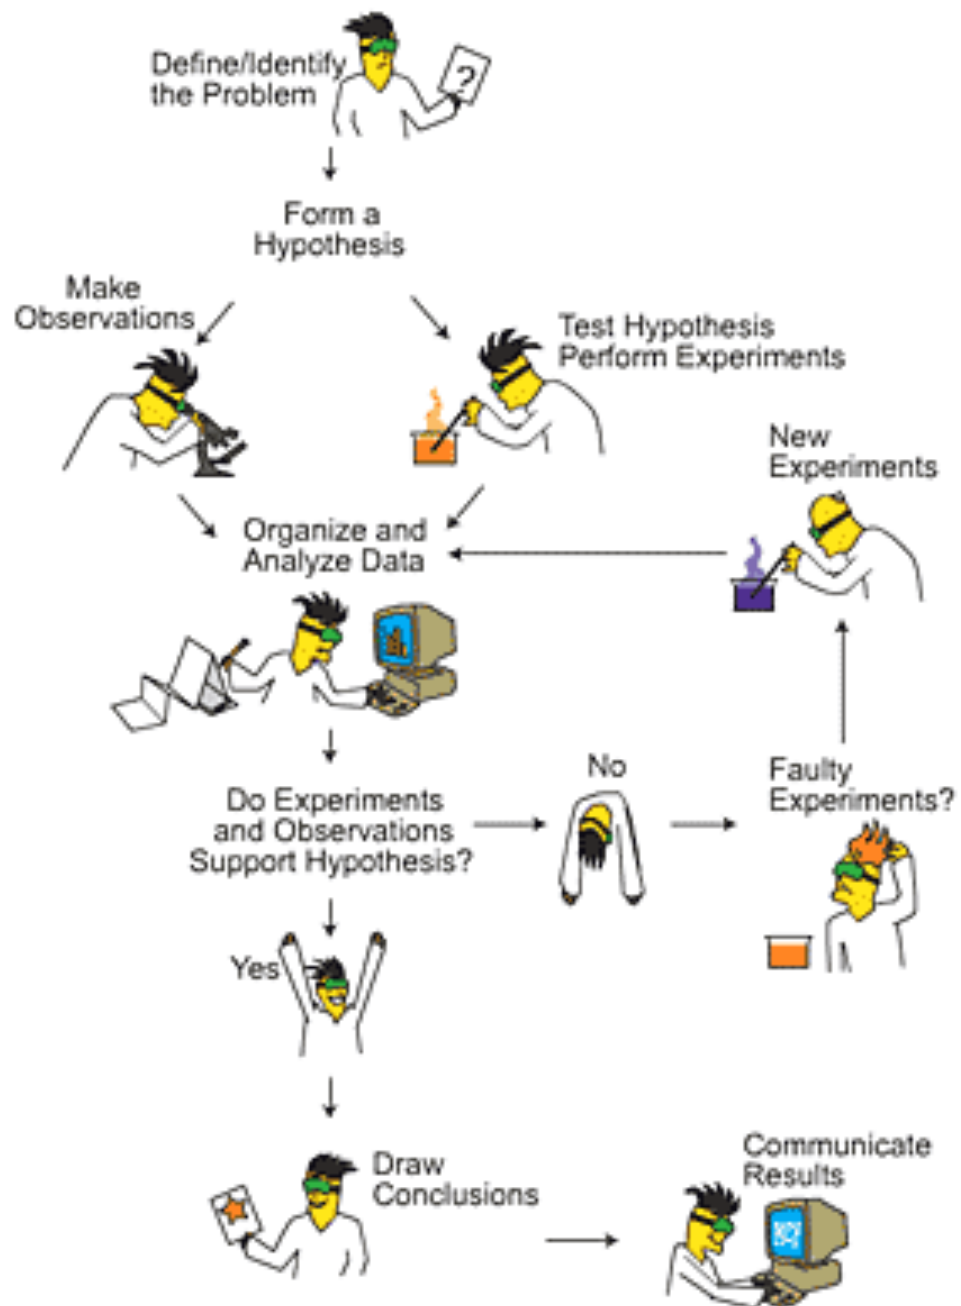 Define/Identify
the Problem
?
Form a
Hypothesis
Make
Observations
Test Hypothesis
Perform Experiments
New
Experiments
Organize and
Analyze Data
Do Experiments
and Observations
Support Hypothesis?
No
Faulty
Experiments?
Yes
Draw
Conclusions
Communicate
Results